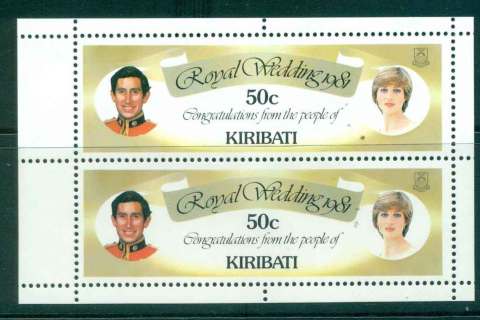 Royal Wedding 1981
50c
Congratulations from the people of
KIRIBATI
Royal Wedding 1981
50c
Congratulations from the people of
KIRIBATI